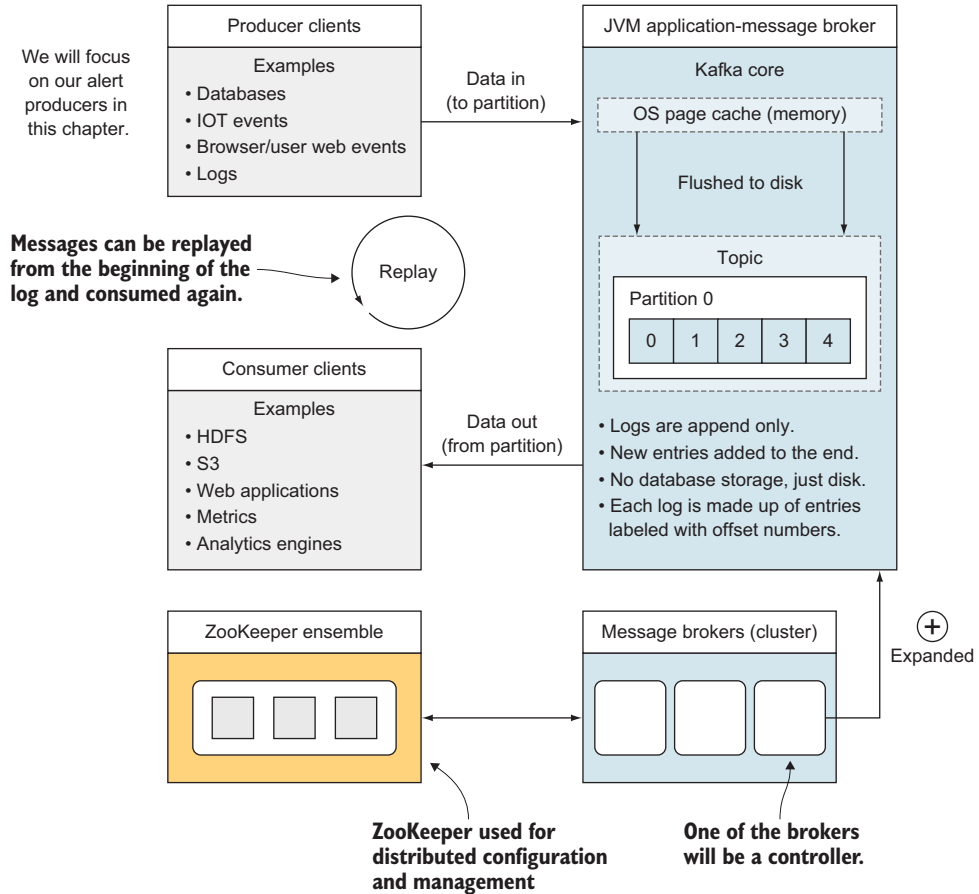 We will focus
on our alert
producers in
this chapter.
Producer clients
Examples
• Databases
• IOT events
• Browser/user web events
• Logs
Data in
(to partition)
JVM application-message broker
Kafka core
OS page cache (memory)
Flushed to disk
Topic
Partition 0
0 1 2 3 4
• Logs are append only.
• New entries added to the end.
• No database storage, just disk.
• Each log is made up of entries
labeled with offset numbers.
Messages can be replayed
from the beginning of the
log and consumed again.
Replay
Consumer clients
Examples
• HDFS
• S3
• Web applications
• Metrics
• Analytics engines
Data out
(from partition)
ZooKeeper ensemble
Message brokers (cluster)
+
Expanded
ZooKeeper used for
distributed configuration
and management
One of the brokers
will be a controller.